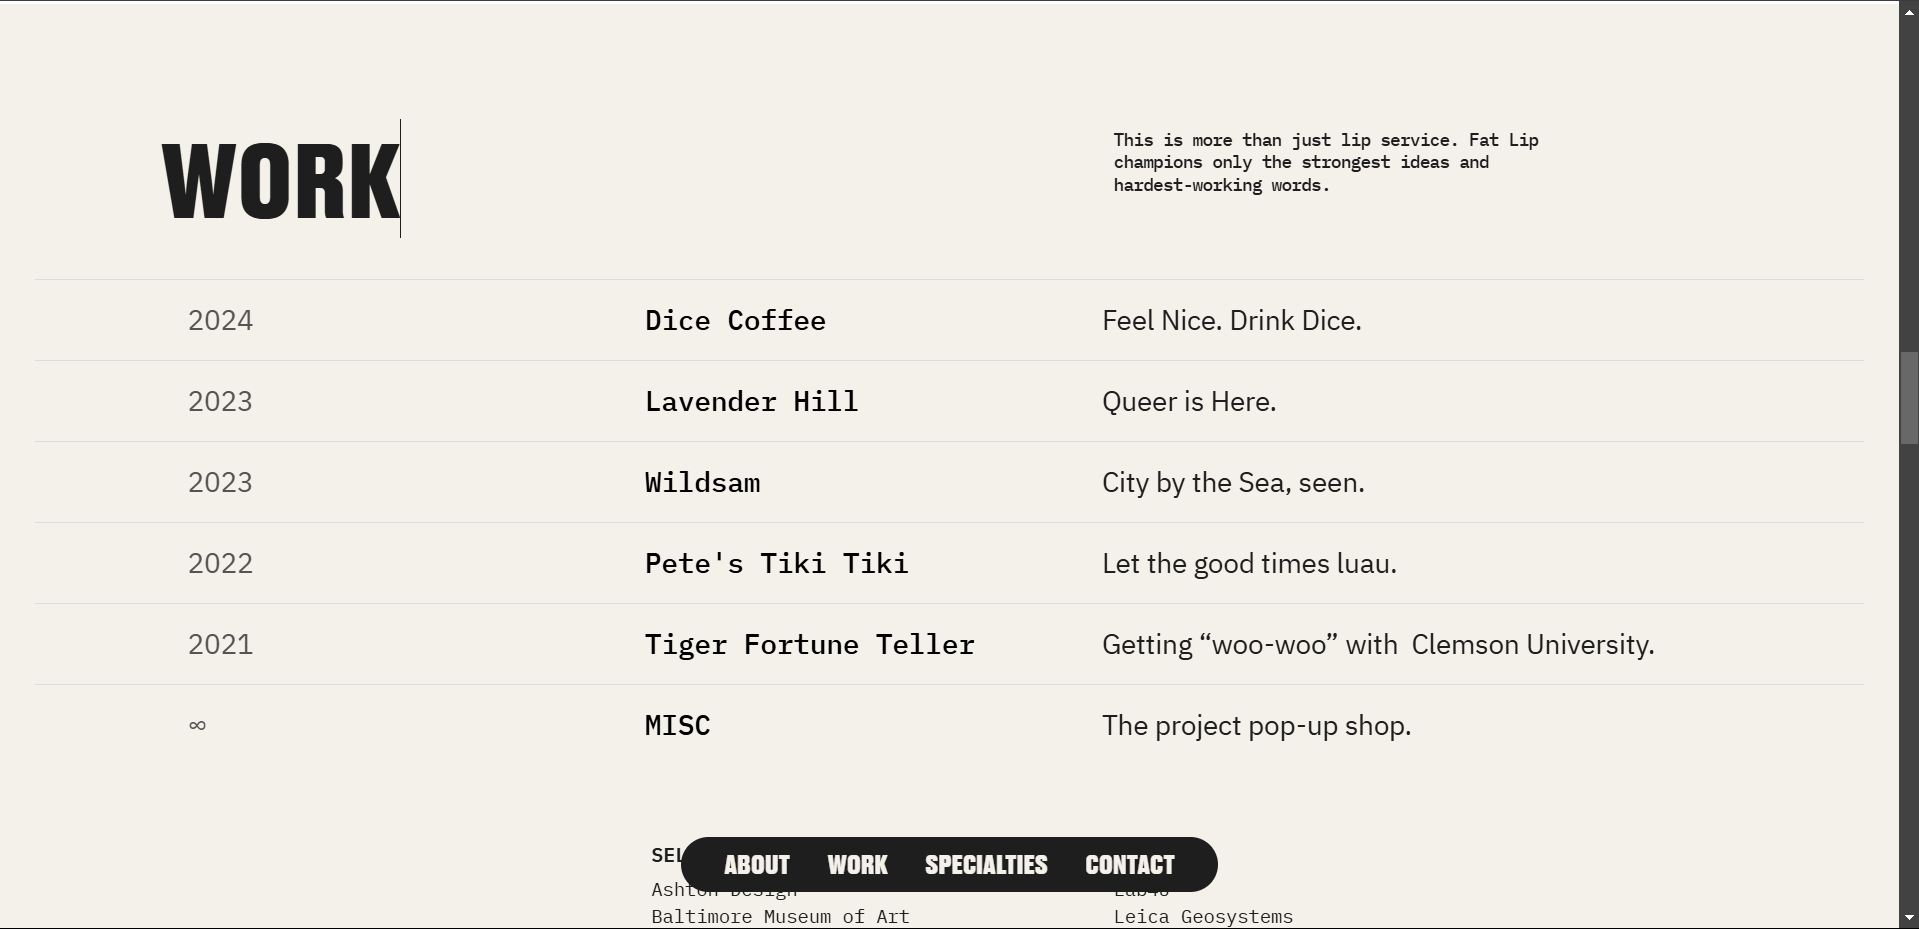 WORK
This is more than just lip service. Fat Lip
champions only the strongest ideas and
hardest-working words.
2024 Dice Coffee Feel Nice. Drink Dice.
2023 Lavender Hill Queer is Here.
2023 Wildsam City by the Sea, seen.
2022 Pete's Tiki Tiki Let the good times luau.
2021 Tiger Fortune Teller Getting “woo-woo” with  Clemson University.
∞ MISC The project pop-up shop.
ABOUT WORK SPECIALTIES CONTACT
Ashton Design
Baltimore Museum of Art Leica Geosystems